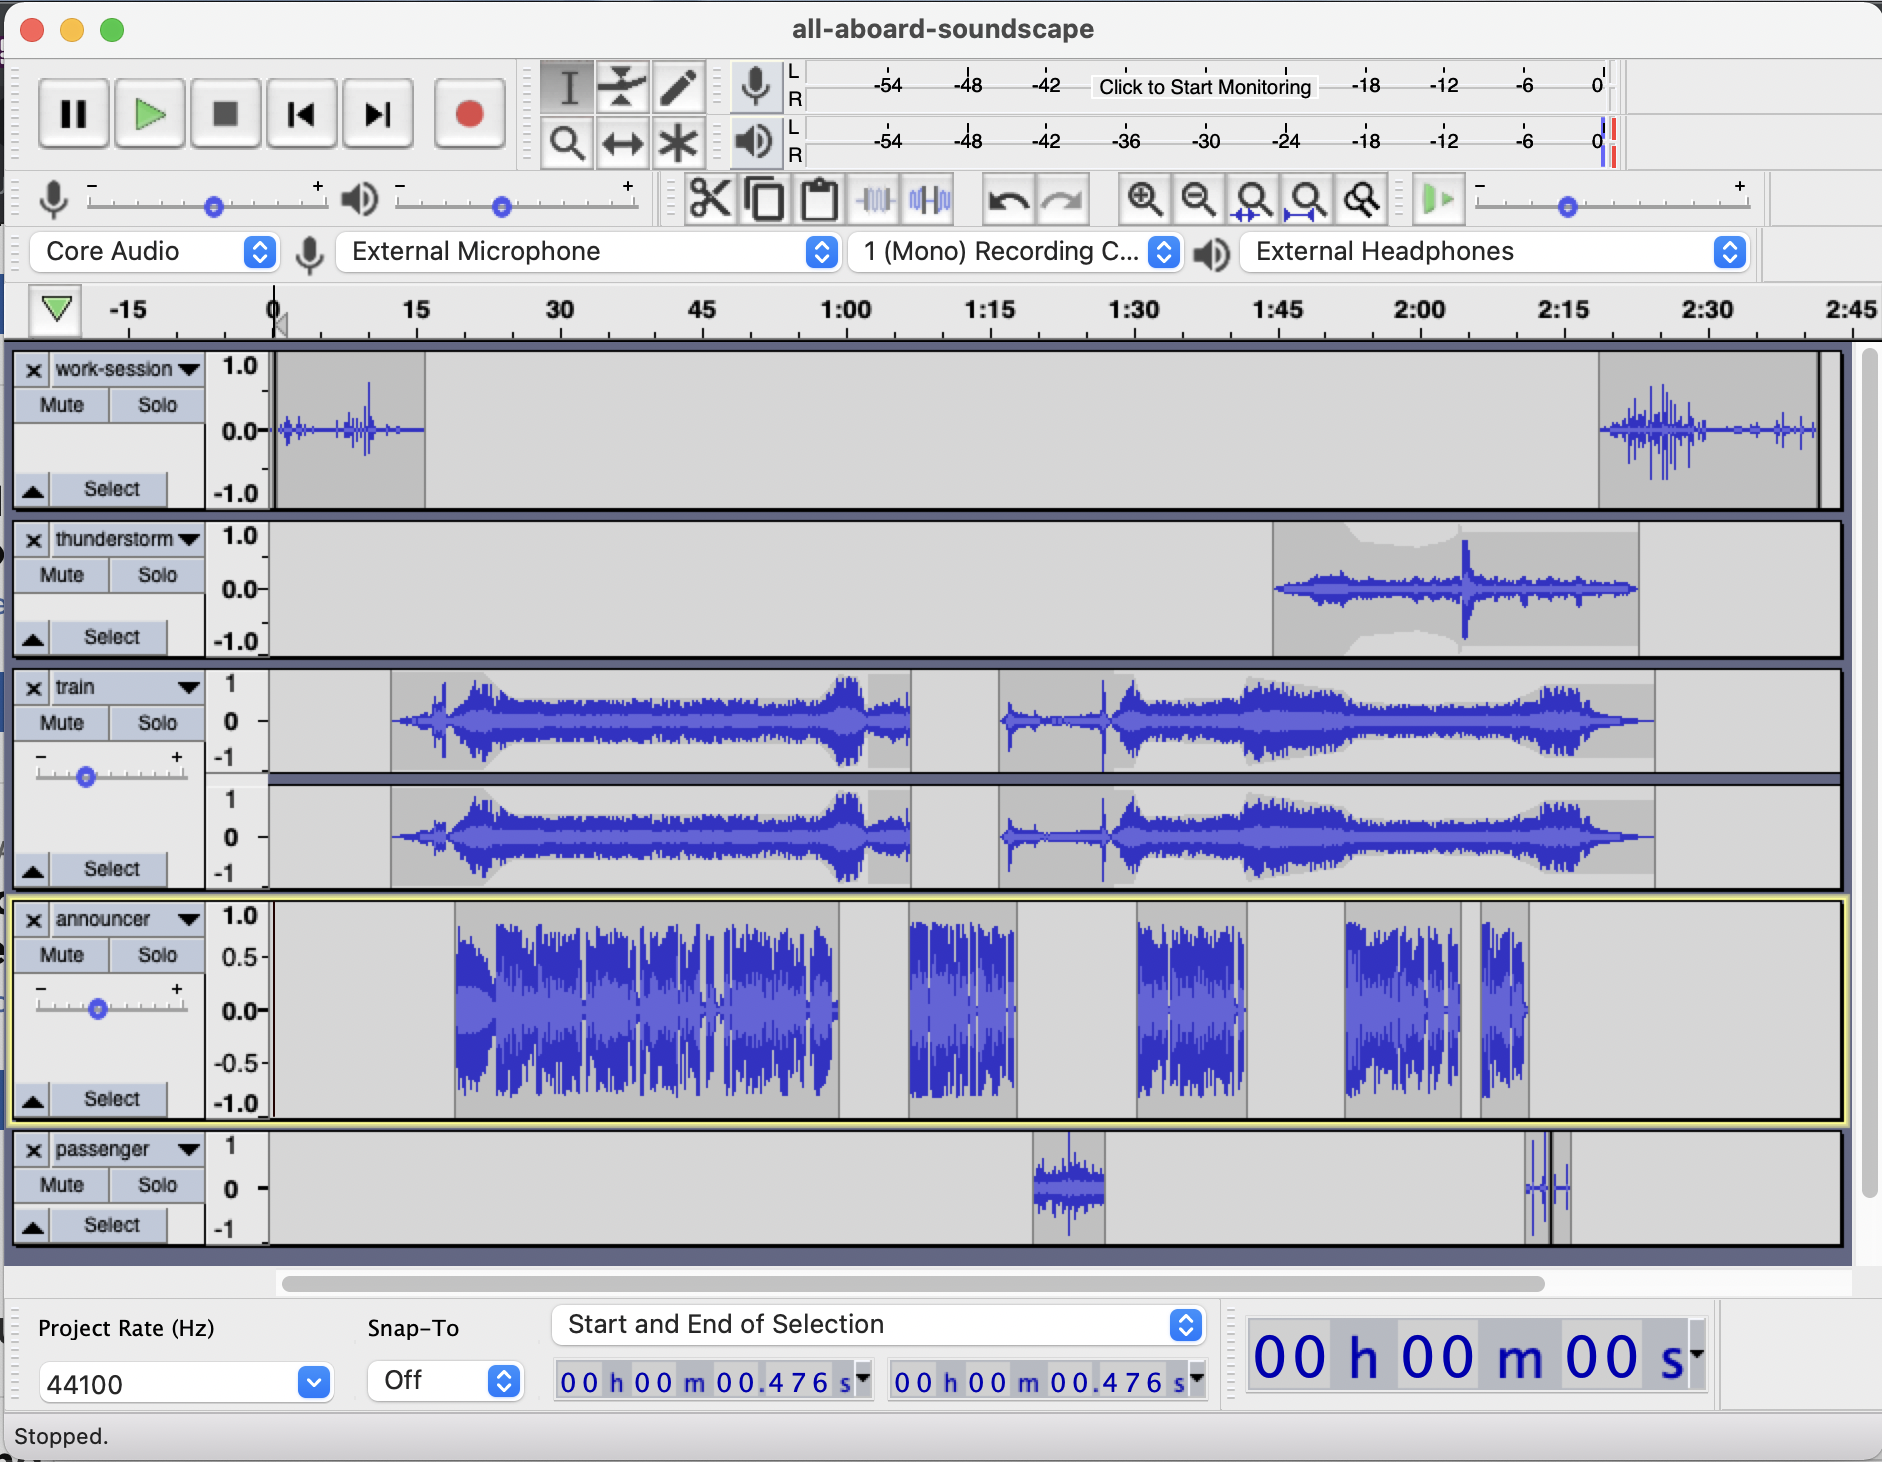 all-aboard-soundscape
L
R
-54 -48 -42 Click to Start Monitoring -18 -12 -6 0
L
R
-54 -48 -42 -36 -30 -24 -18 -12 -6 0
- + - + - +
Core Audio External Microphone 1 (Mono) Recording C... External Headphones
-15 0 15 30 45 1:00 1:15 1:30 1:45 2:00 2:15 2:30 2:45
work-session
Mute Solo
Select
1.0
0.0
-1.0
thunderstorm
Mute Solo
Select
1.0
0.0
-1.0
train
Mute Solo
- +
Select
1
0
-1
1
0
-1
announcer
Mute Solo
- +
Select
1.0
0.5
0.0
-0.5
-1.0
passenger
Mute Solo
Select
1
0
-1
Project Rate (Hz) Snap-To Start and End of Selection
44100 Off 00 h 00 m 00.476 s 00 h 00 m 00.476 s 00 h 00 m 00 s
Stopped.